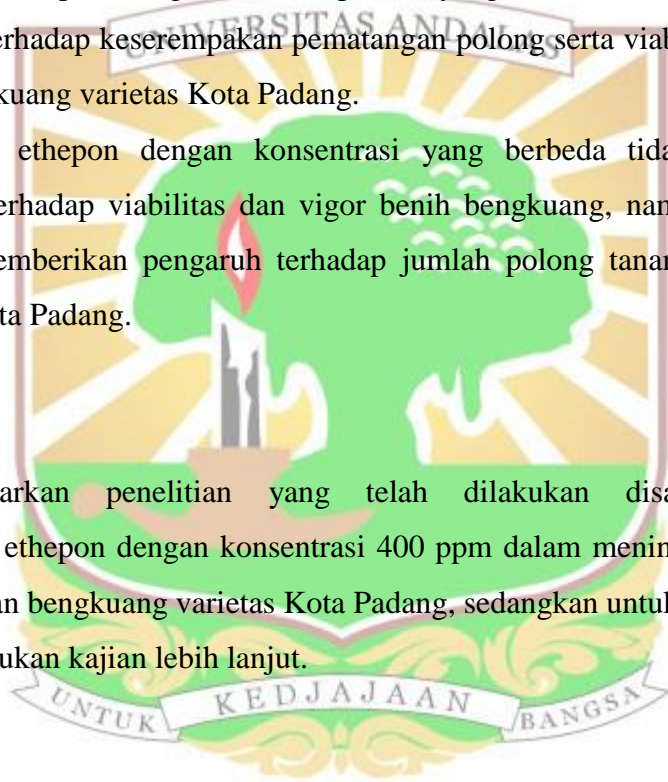 UNIVERSITAS ANDALAS
erhadap keserempakan pematangan polong serta viab
kuang varietas Kota Padang.
ethepon dengan konsentrasi yang berbeda tida
erhadap viabilitas dan vigor benih bengkuang, nam
emberikan pengaruh terhadap jumlah polong tanam
ta Padang.
arkan penelitian yang telah dilakukan disa
ethepon dengan konsentrasi 400 ppm dalam menin
an bengkuang varietas Kota Padang, sedangkan untuk
ukan kajian lebih lanjut.
UNTUK KEDJAJAAN BANGSA